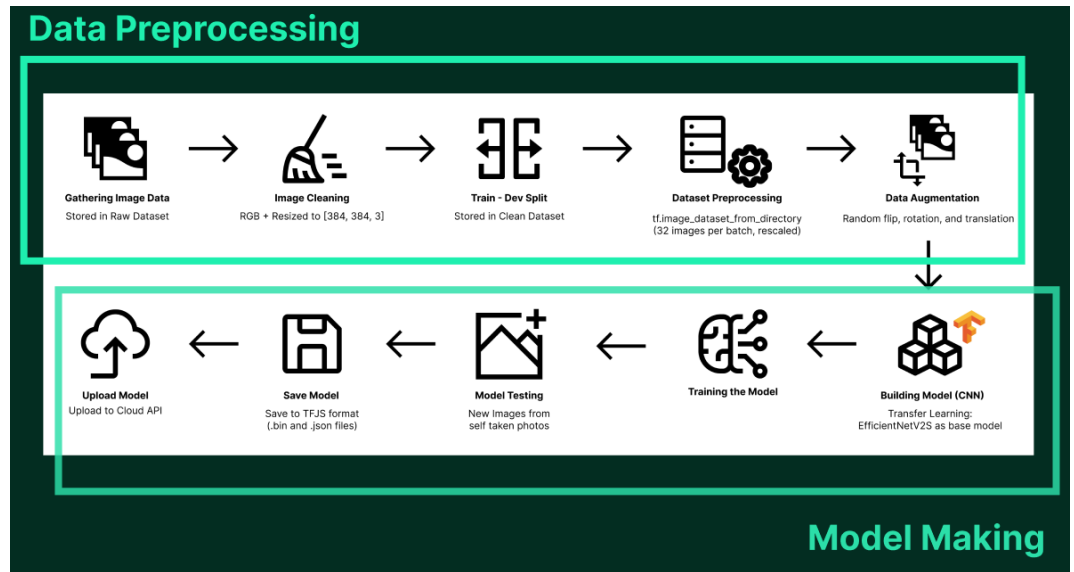 Data Preprocessing
Gathering Image Data
Stored in Raw Dataset
Image Cleaning
RGB + Resized to [384, 384, 3]
Train - Dev Split
Stored in Clean Dataset
Dataset Preprocessing
tf.image_dataset_from_directory
(32 images per batch, rescaled)
Data Augmentation
Random flip, rotation, and translation
Building Model (CNN)
Transfer Learning:
EfficientNetV2S as base model
Training the Model
Model Testing
New Images from
self taken photos
Save Model
Save to TFJS format
(.bin and .json files)
Upload Model
Upload to Cloud API
Model Making